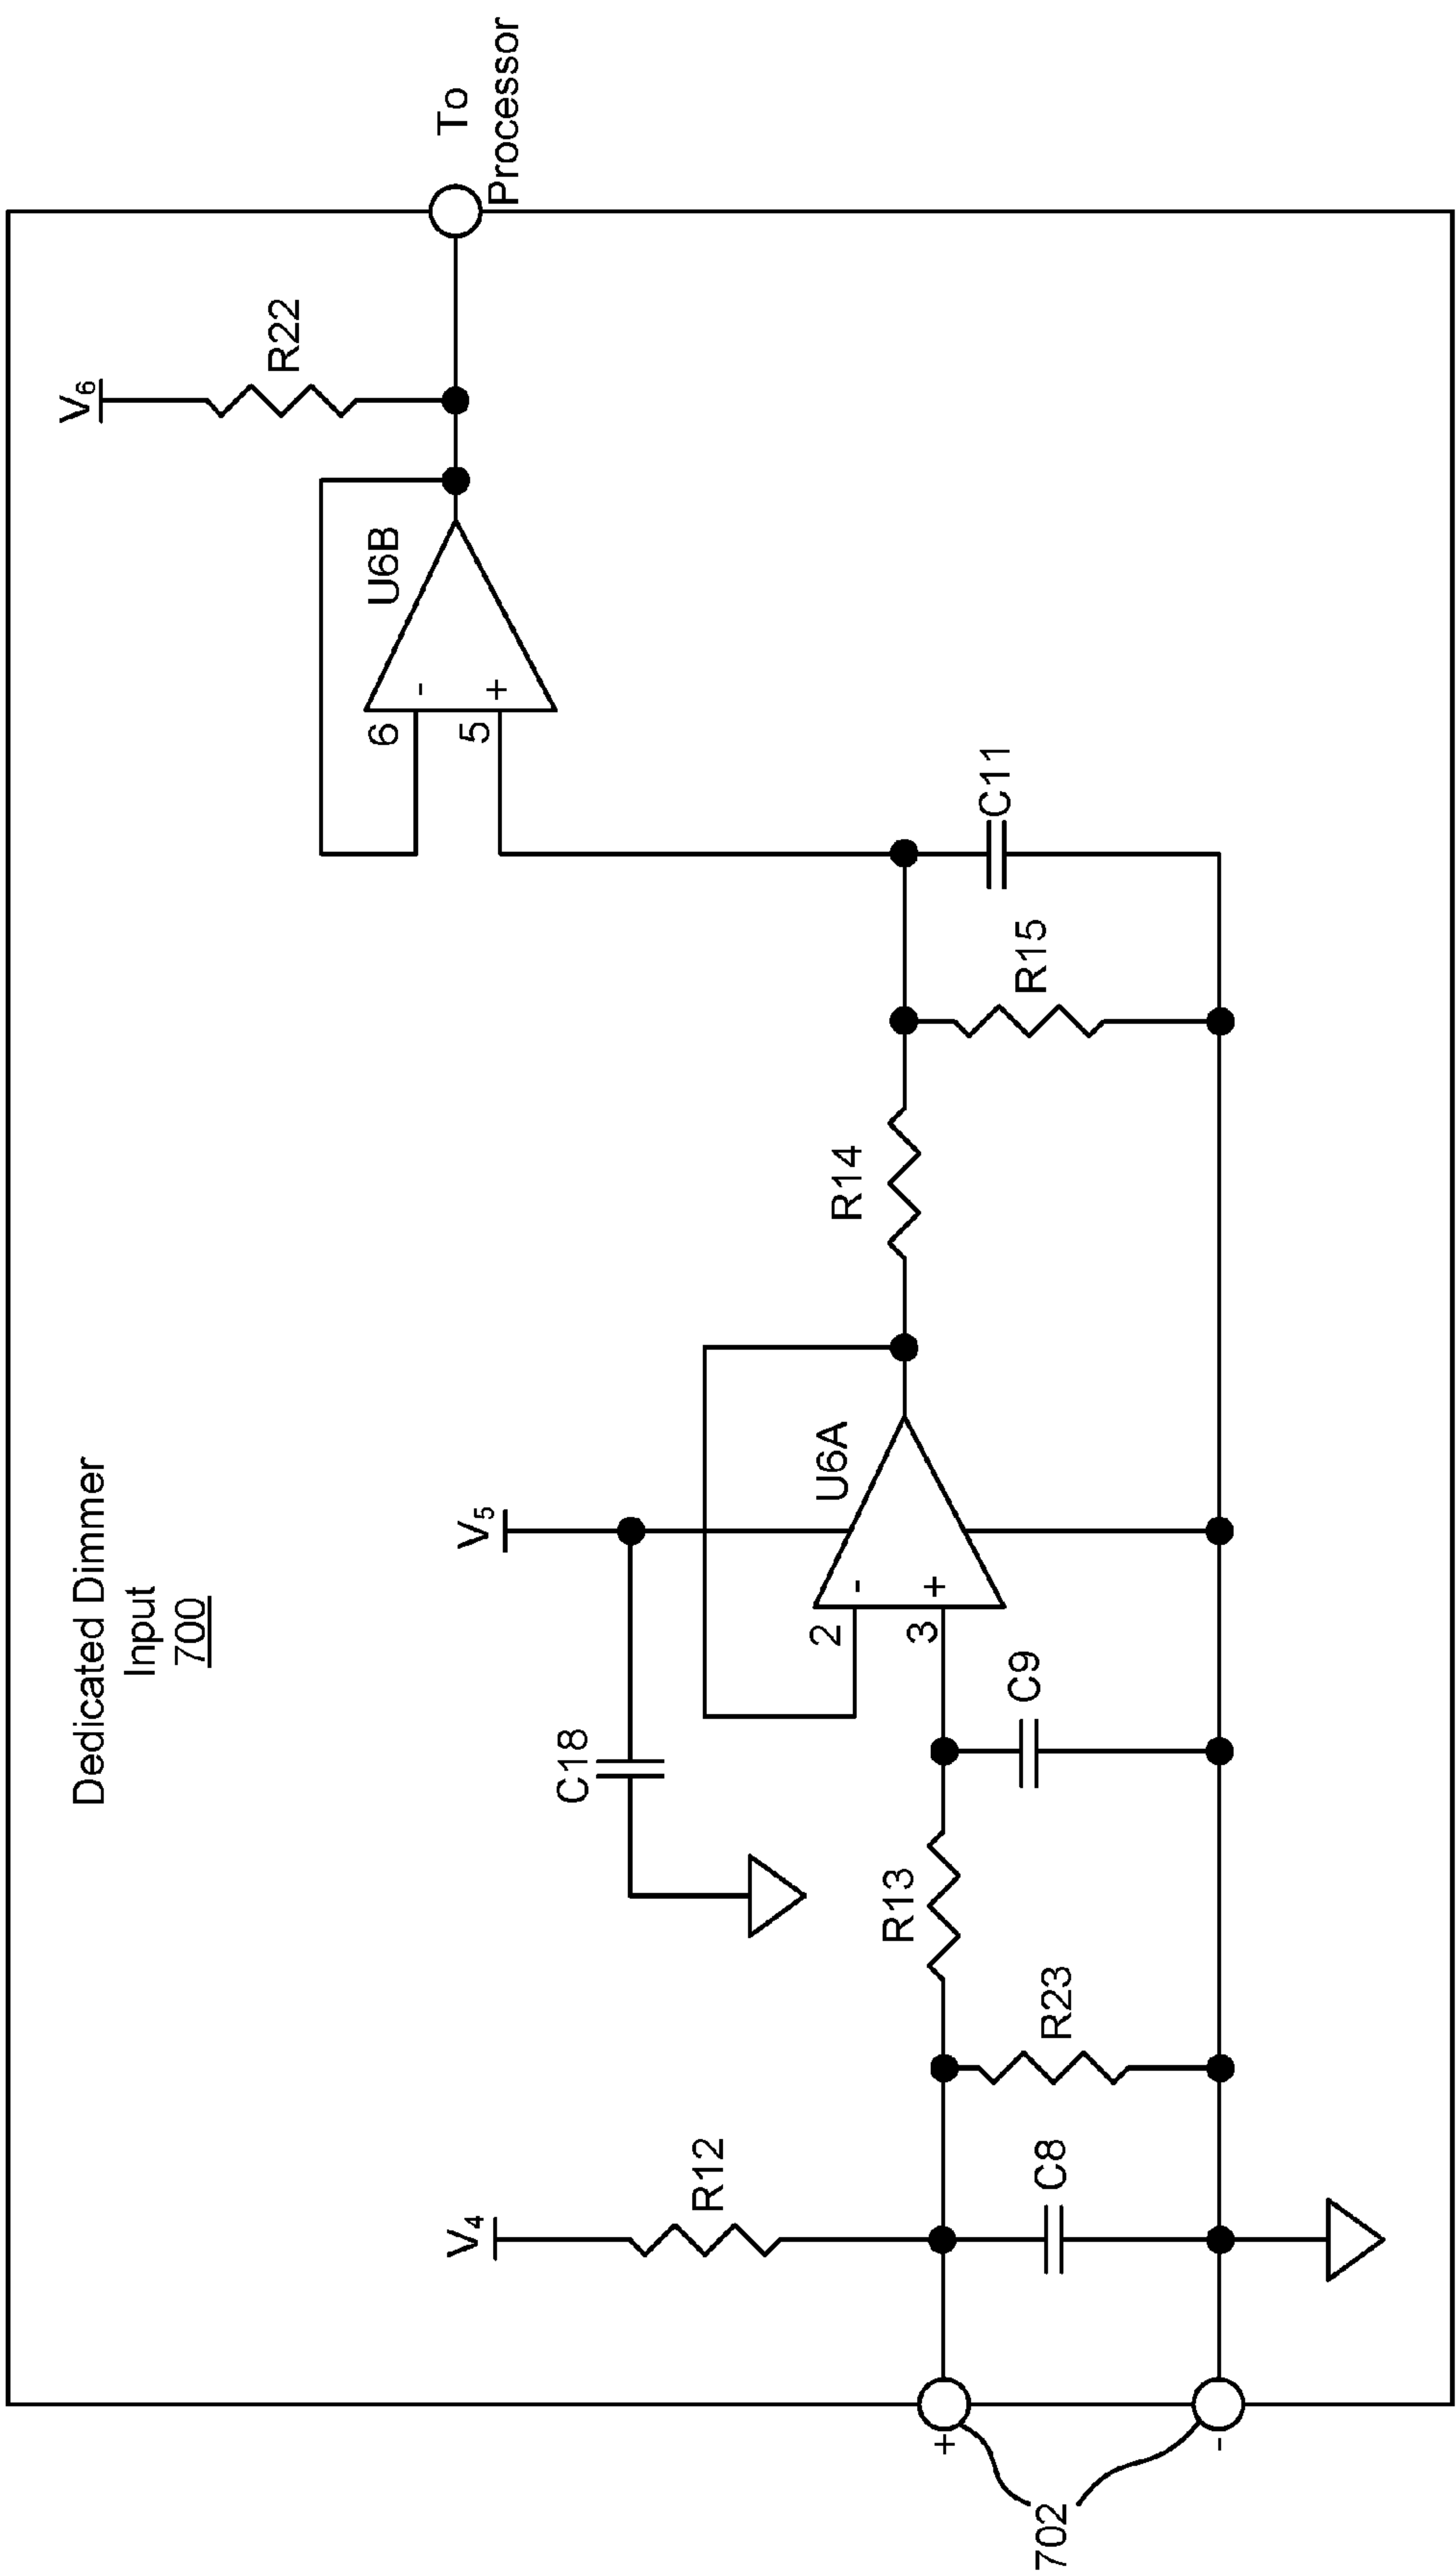 Dedicated Dimmer
Input
700
V6
R22
To
Processor
U6B
6
-
5
+
V5
U6A
C18
2
-
3
+
R14
R15
C11
V4
R12
R13
C9
R23
C8
+
-
702